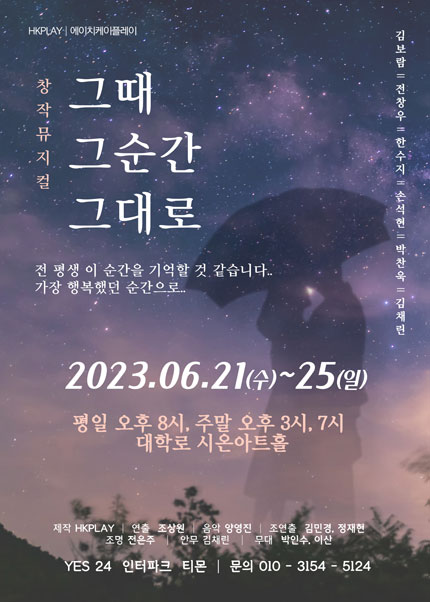 HKPLAY | 에이치케이플레이
창작뮤지컬
그때
그순간
그대로
김보람=전창우=한수지=손석현=박찬욱=김채린
전 평생 이 순간을 기억할 것 같습니다..
가장 행복했던 순간으로...
2023.06.21(수)~25(일)
평일 오후 8시, 주말 오후 3시, 7시
대학로 시온아트홀
제작 HKPLAY | 연출 조상원 | 음악 양영진 | 조연출 김민경, 정재현
조명 전은주 | 안무 김채린 | 무대 박인수, 이산
YES 24 인터파크 티몬 | 문의 010 - 3154 - 5124